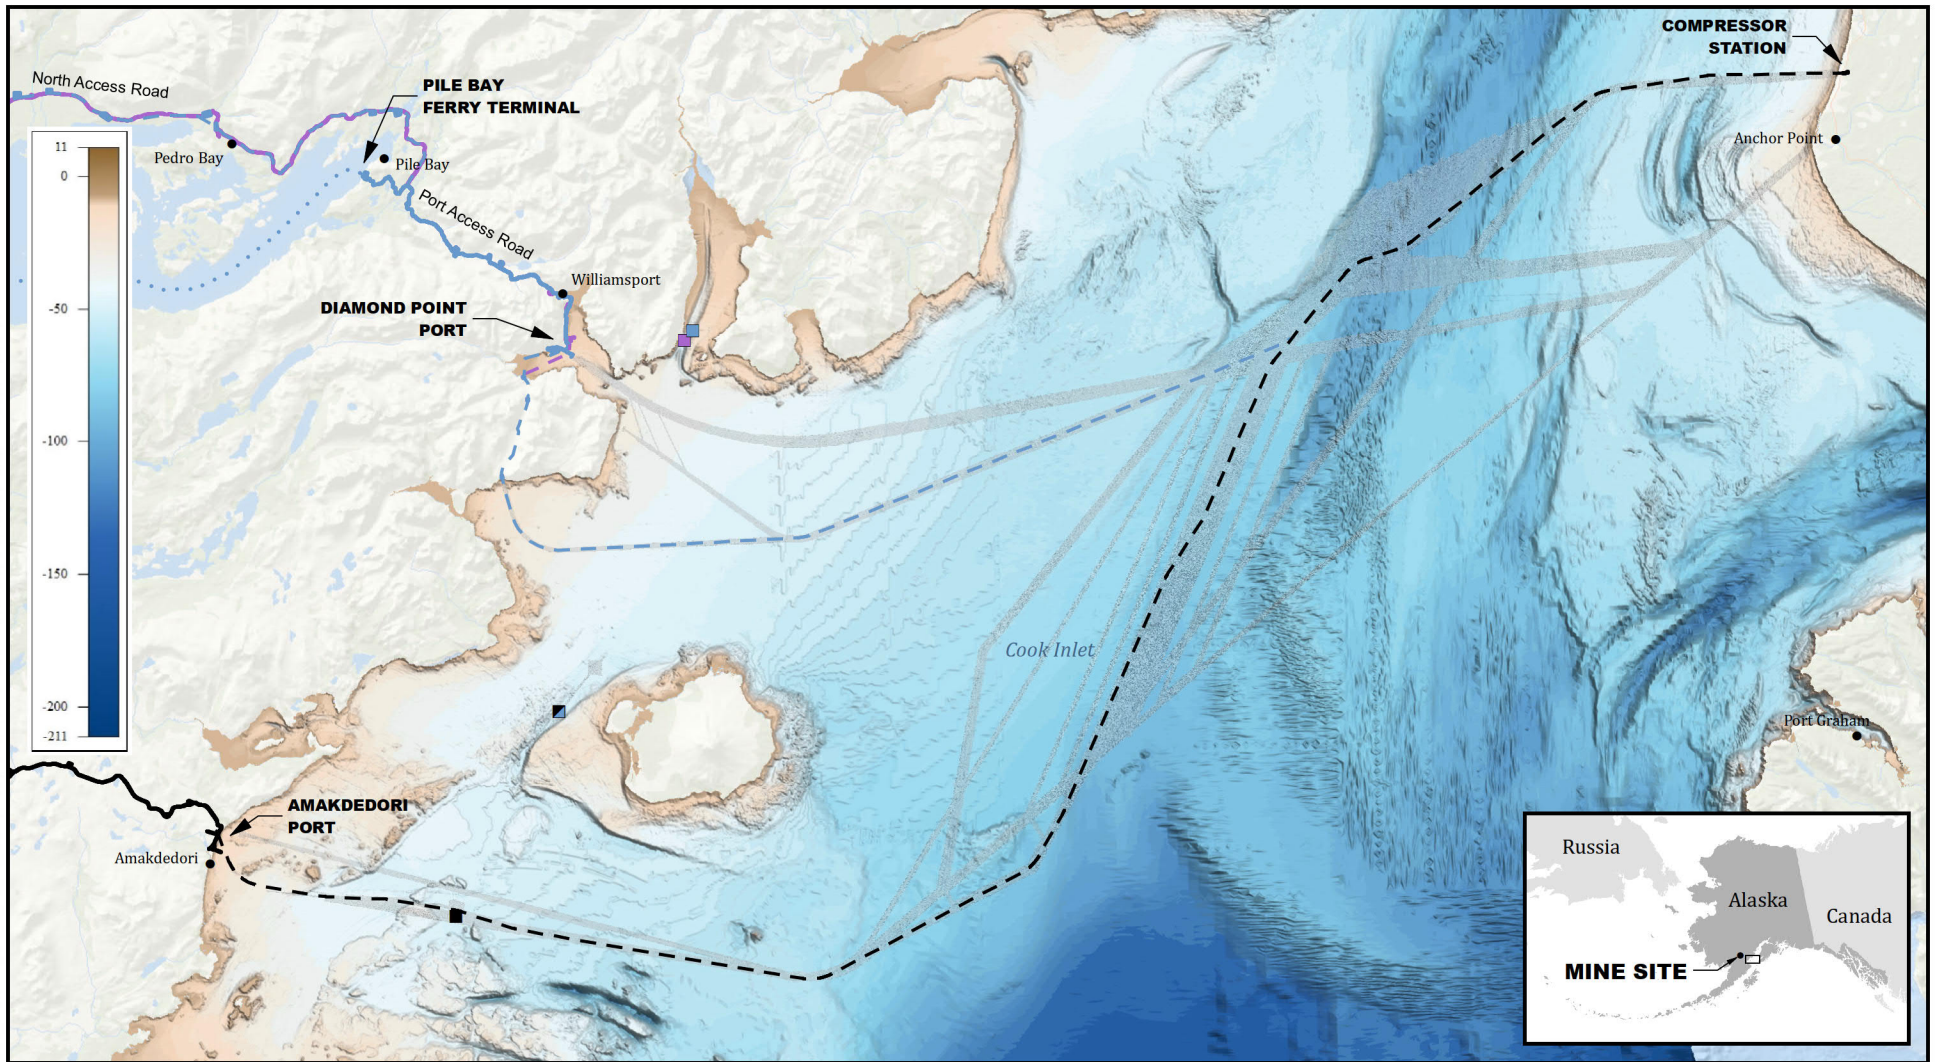 COMPRESSOR
STATION
North Access Road
PILE BAY
FERRY TERMINAL
Pedro Bay
Pile Bay
Anchor Point
Port Access Road
Williamsport
DIAMOND POINT
PORT
11
0
-50
-100
-150
-200
-211
Cook Inlet
Port Graham
AMAKDEDORI
PORT
Amakdedori
Russia
Alaska
Canada
MINE SITE